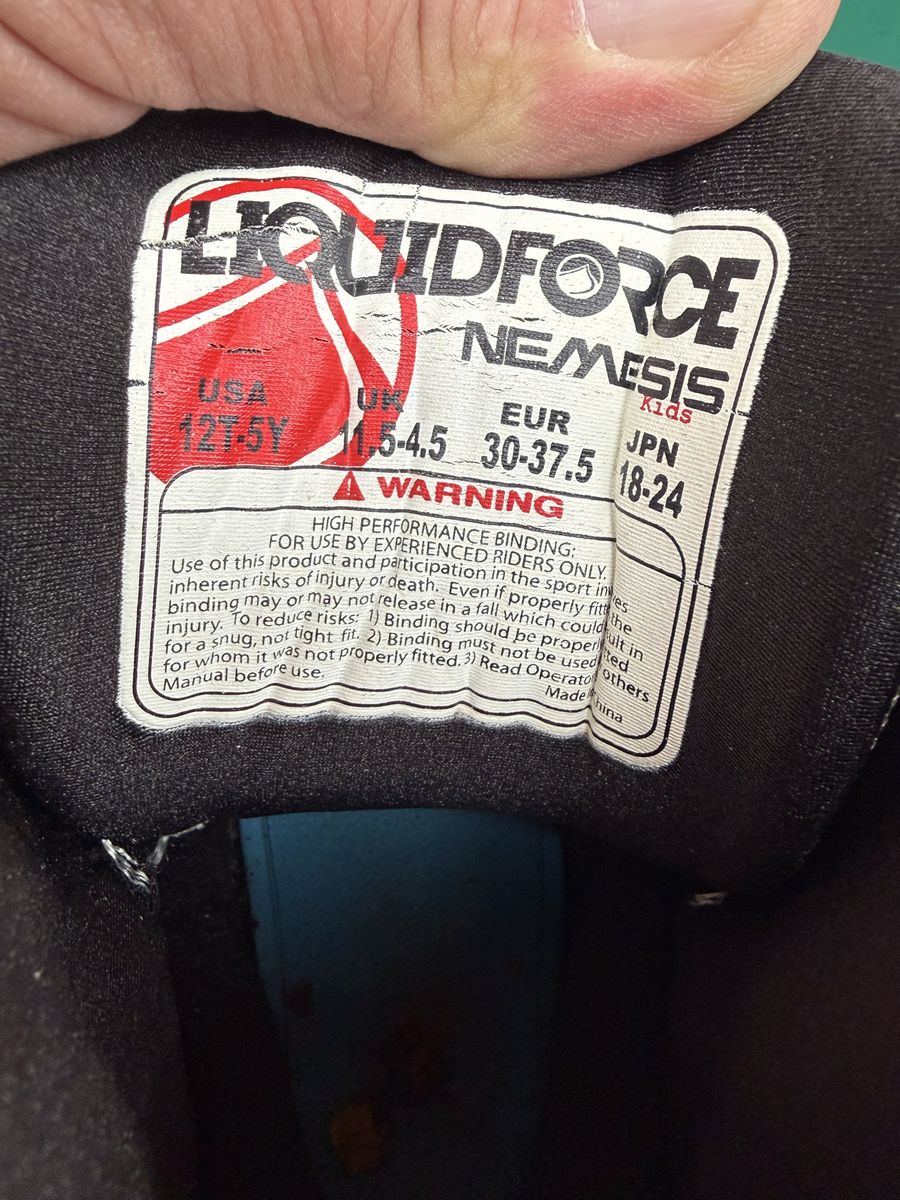 LIQUIDFORCE
NEMESIS
Kids
USA UK EUR JPN
12T-5Y 11.5-4.5 30-37.5 18-24
WARNING
HIGH PERFORMANCE BINDING;
FOR USE BY EXPERIENCED RIDERS ONLY.
Use of this product and participation in the sport
inherent risks of injury or death. Even if properly the
binding may or may not release in a fall which could
injury. To reduce risks: 1) Binding should be
for a snug, not tight fit. 2) Binding must not be used others
for whom it was not properly fitted. 3) Read
Manual before use.
Made